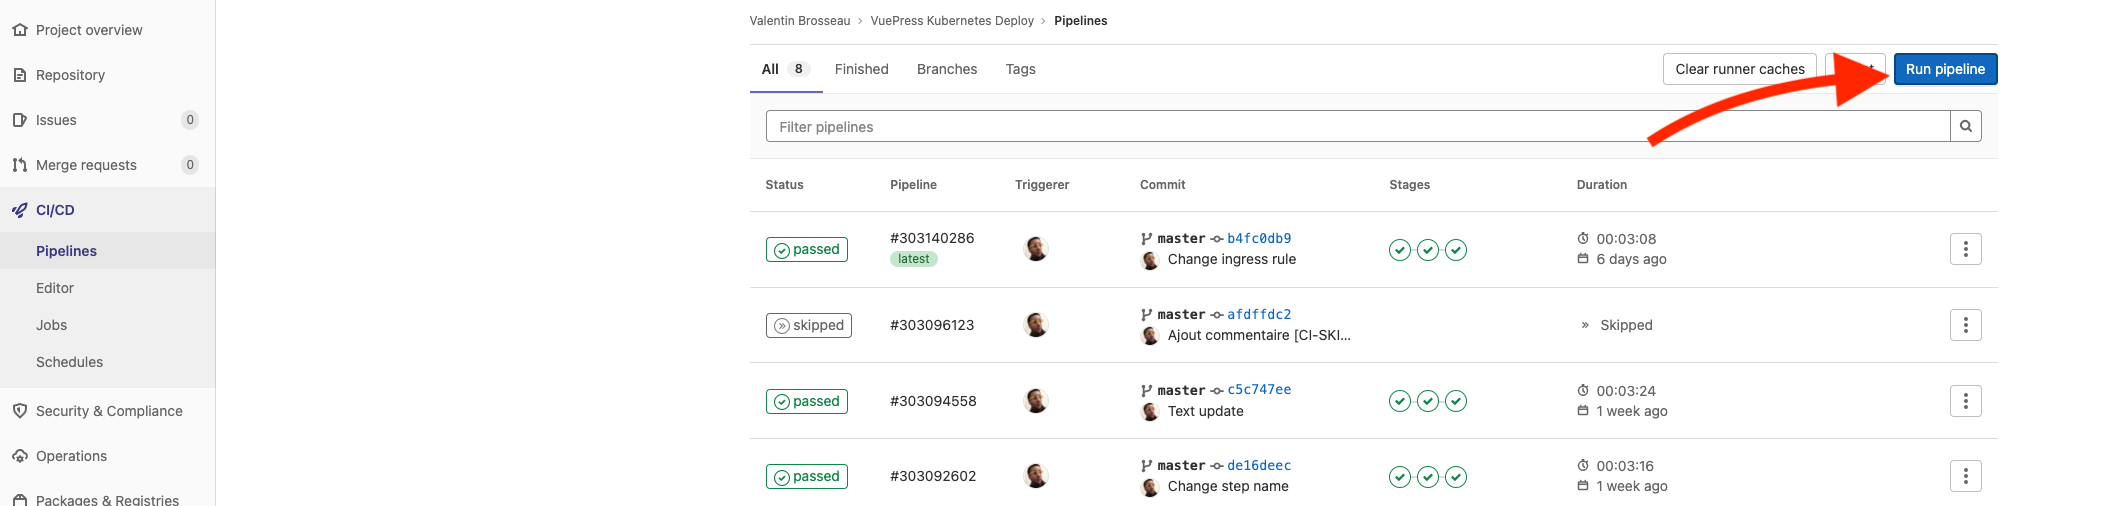 Project overview
Repository
Issues 0
Merge requests 0
CI/CD
Pipelines
Editor
Jobs
Schedules
Security & Compliance
Operations
Packages & Registries
Valentin Brosseau › VuePress Kubernetes Deploy › Pipelines
All 8 Finished Branches Tags
Clear runner caches
Run pipeline
Filter pipelines
Status Pipeline Triggerer Commit Stages Duration
passed #303140286 latest master b4fc0db9 Change ingress rule 00:03:08 6 days ago
skipped #303096123 master afdffdc2 Ajout commentaire [CI-SKI... Skipped
passed #303094558 master c5c747ee Text update 00:03:24 1 week ago
passed #303092602 master de16deec Change step name 00:03:16 1 week ago